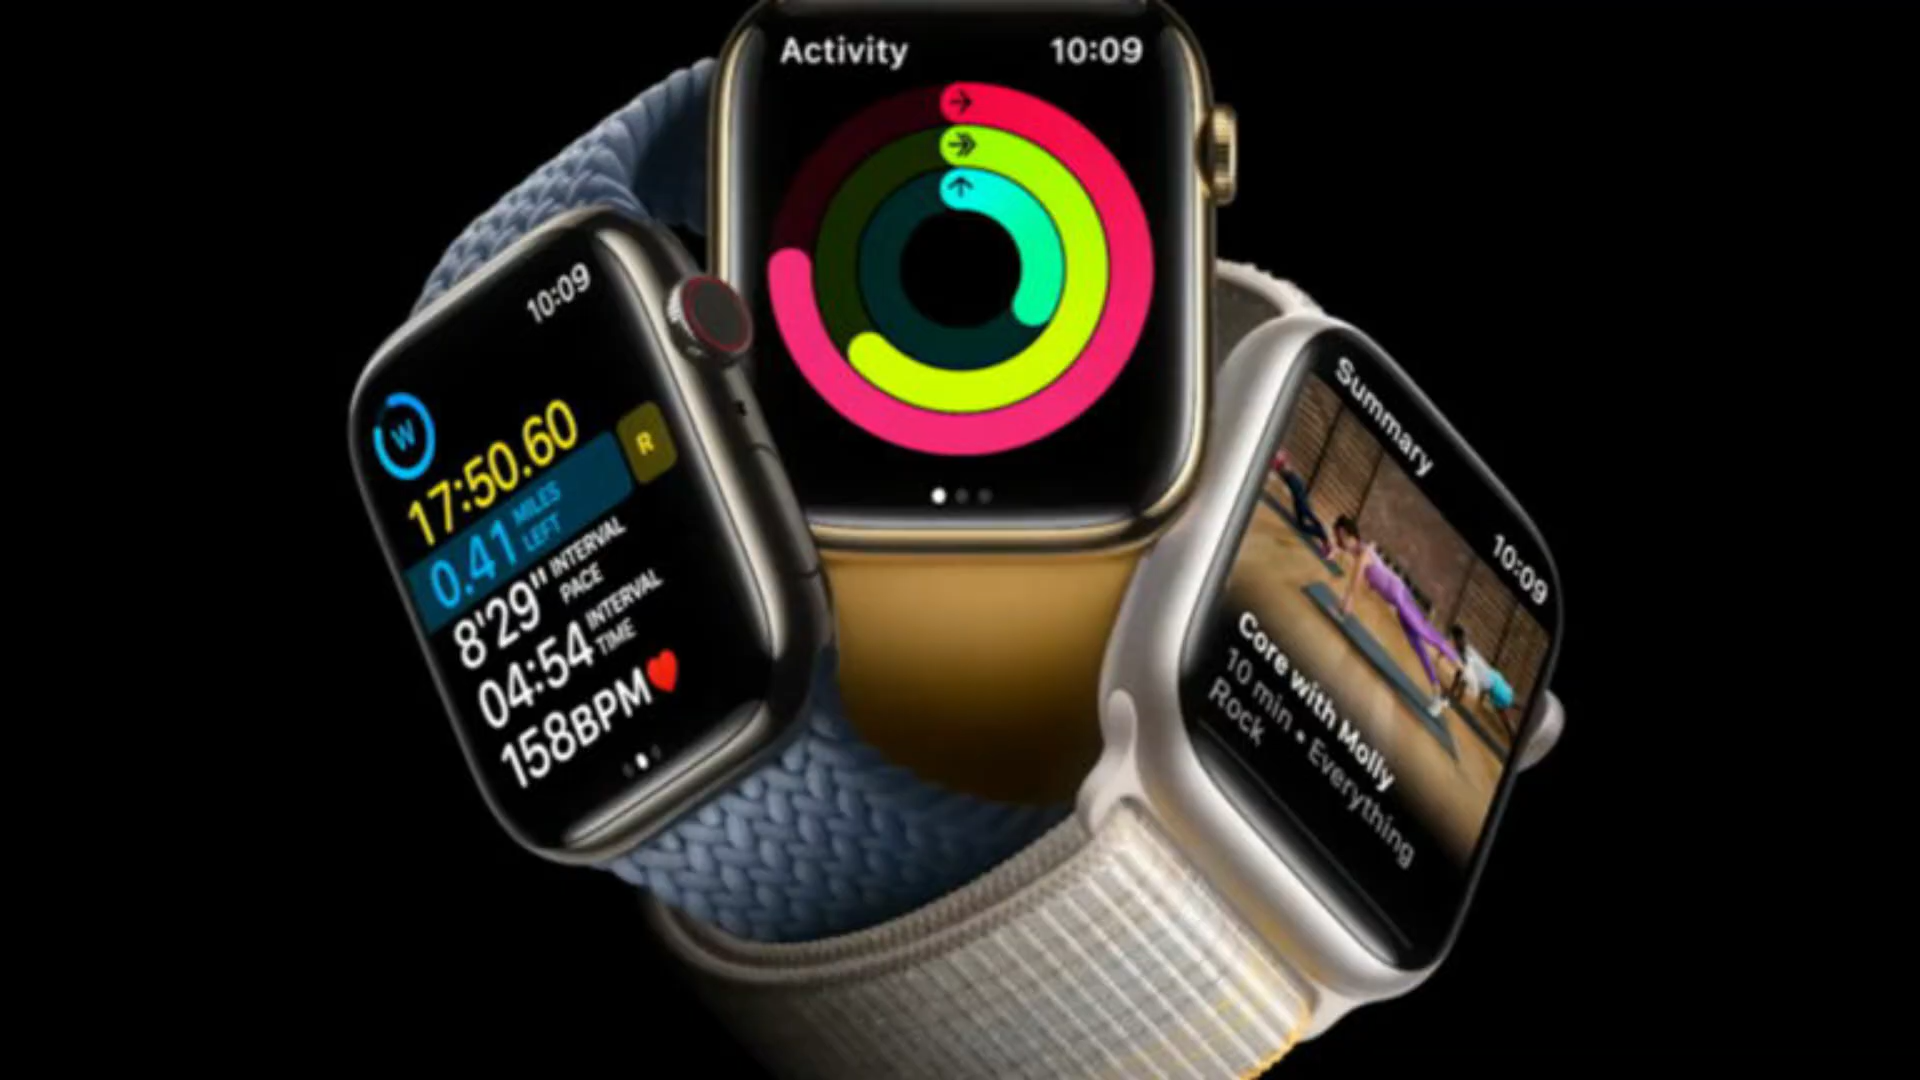 Activity 10:09
10:09
W
17:50.60
R
0.41 MILES LEFT
8'29" INTERVAL PACE
04:54 INTERVAL TIME
158BPM
Summary
10:09
Core with Molly
10 min • Everything
Rock